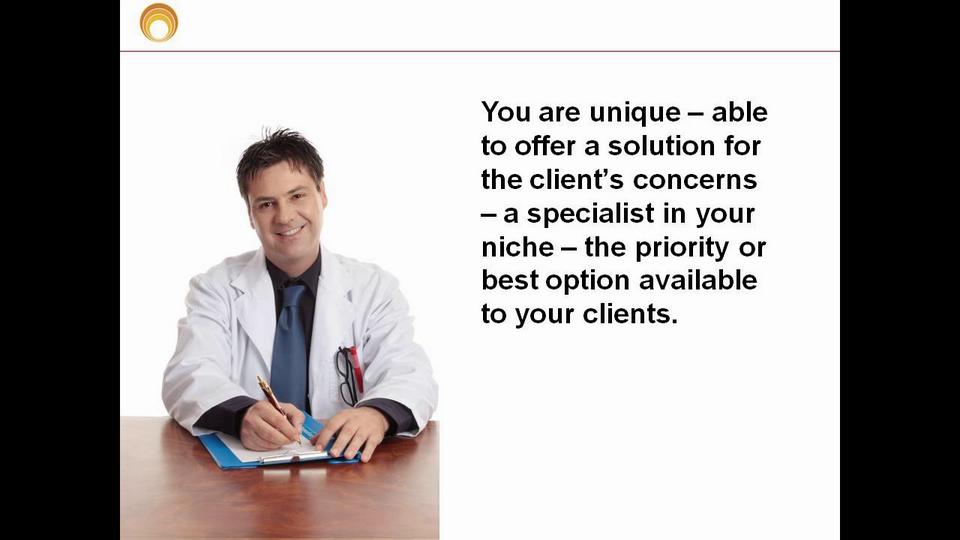 You are unique – able
to offer a solution for
the client’s concerns
– a specialist in your
niche – the priority or
best option available
to your clients.